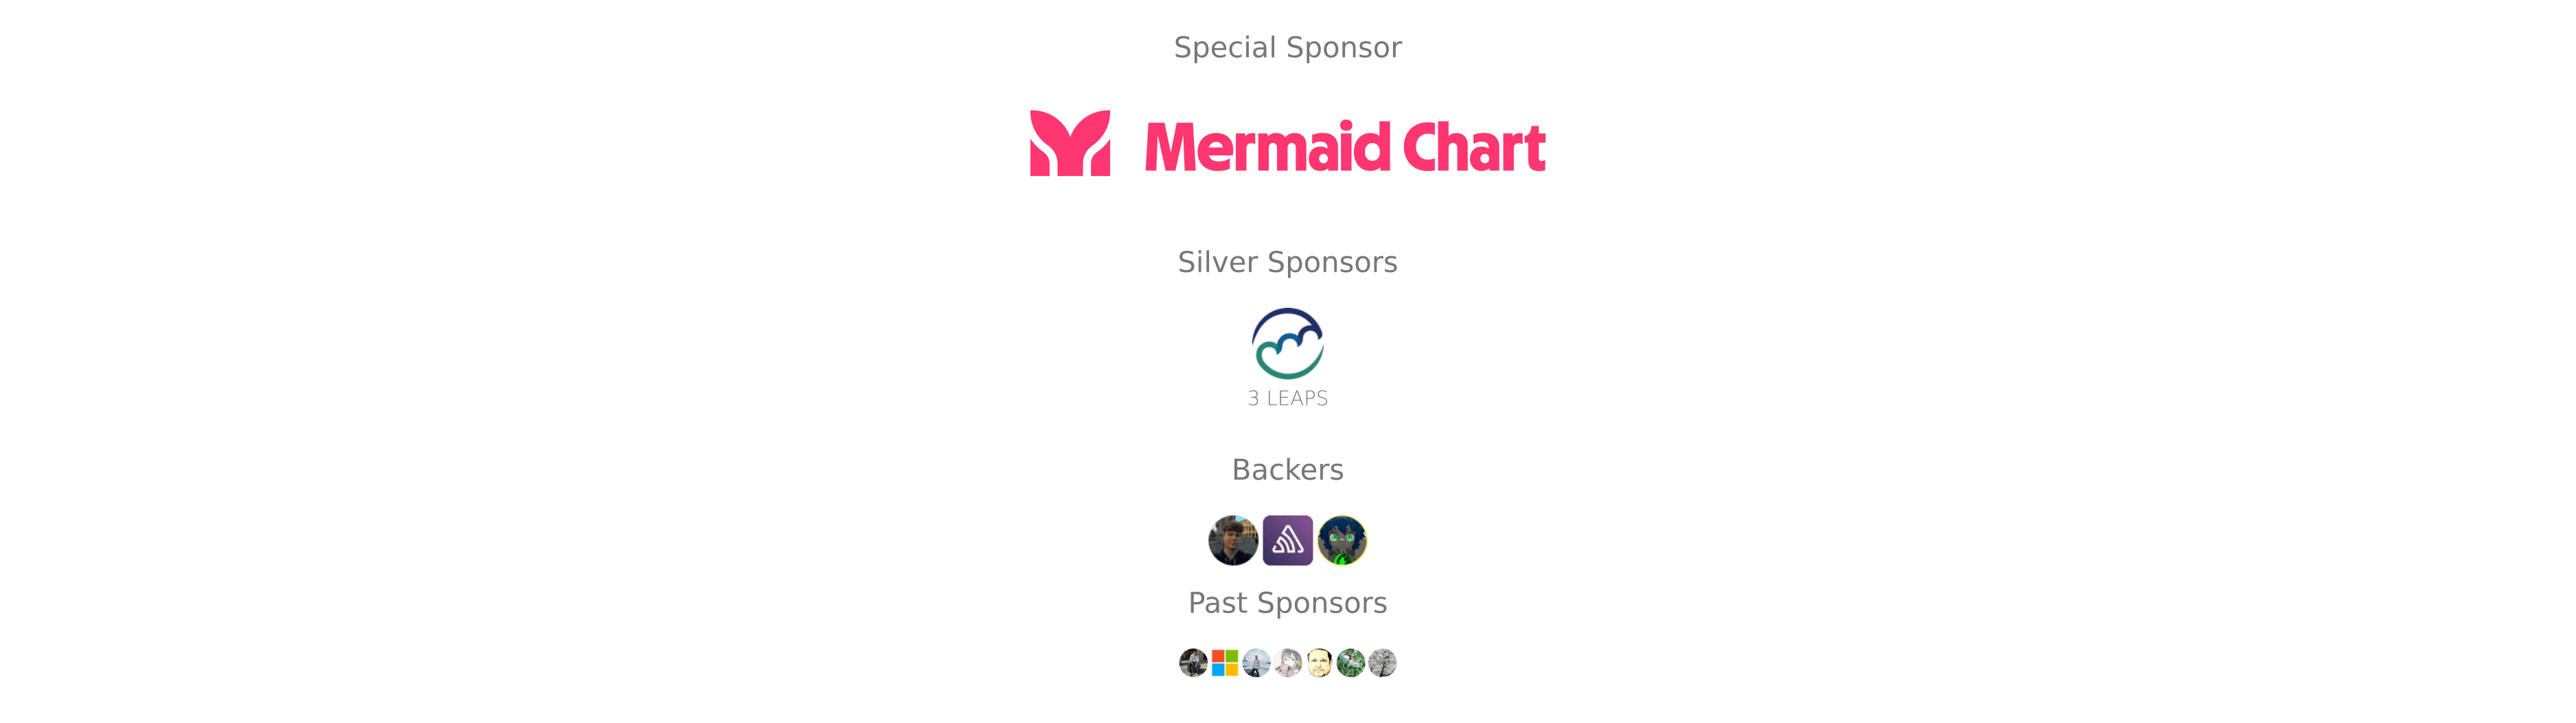 Special Sponsor
Mermaid Chart
Silver Sponsors
3 LEAPS
Backers
Past Sponsors